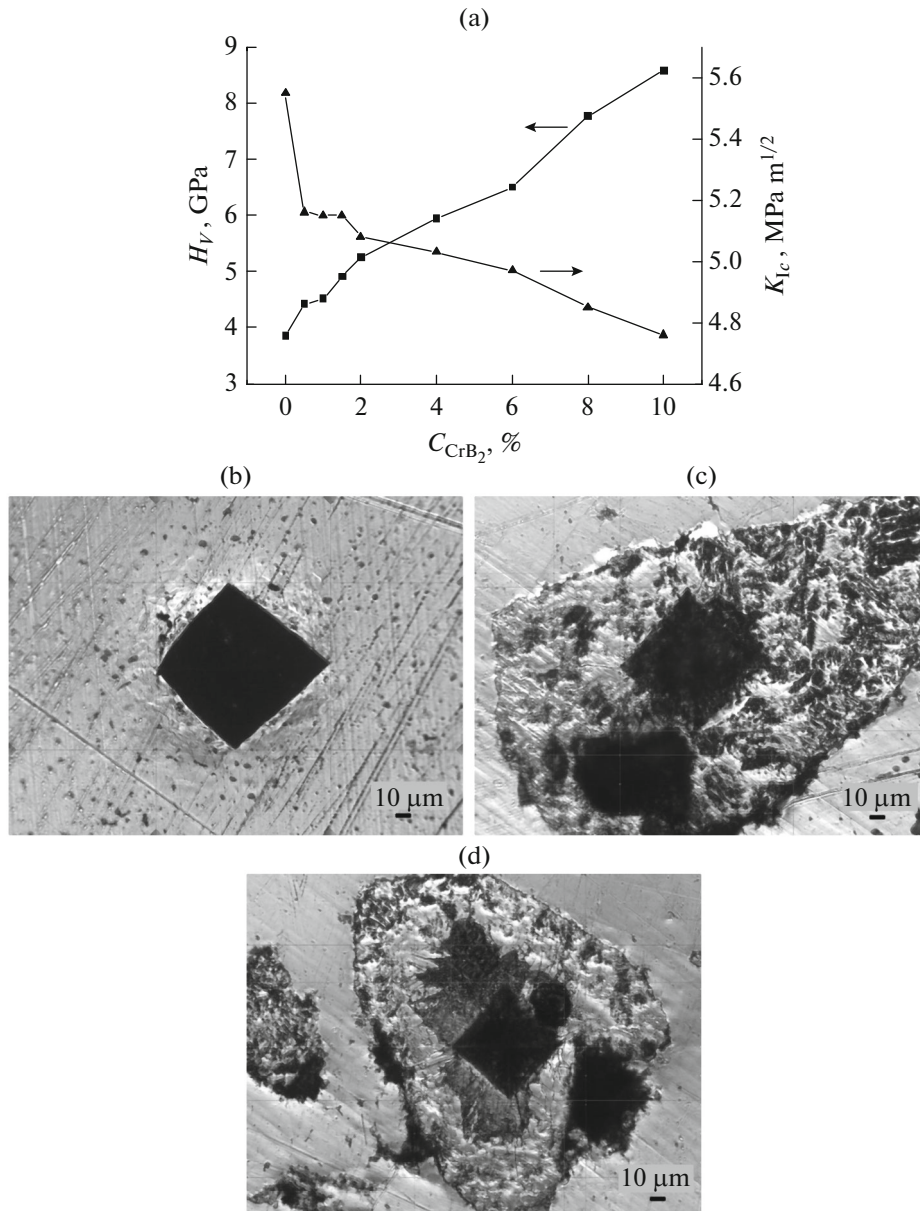 (a)
9
8
7
6
5
4
3
H_V, GPa
5.6
5.4
5.2
5.0
4.8
4.6
K_Ic, MPa m^1/2
0 2 4 6 8 10
C_CrB_2, %
(b)
(c)
10 μm
10 μm
(d)
10 μm